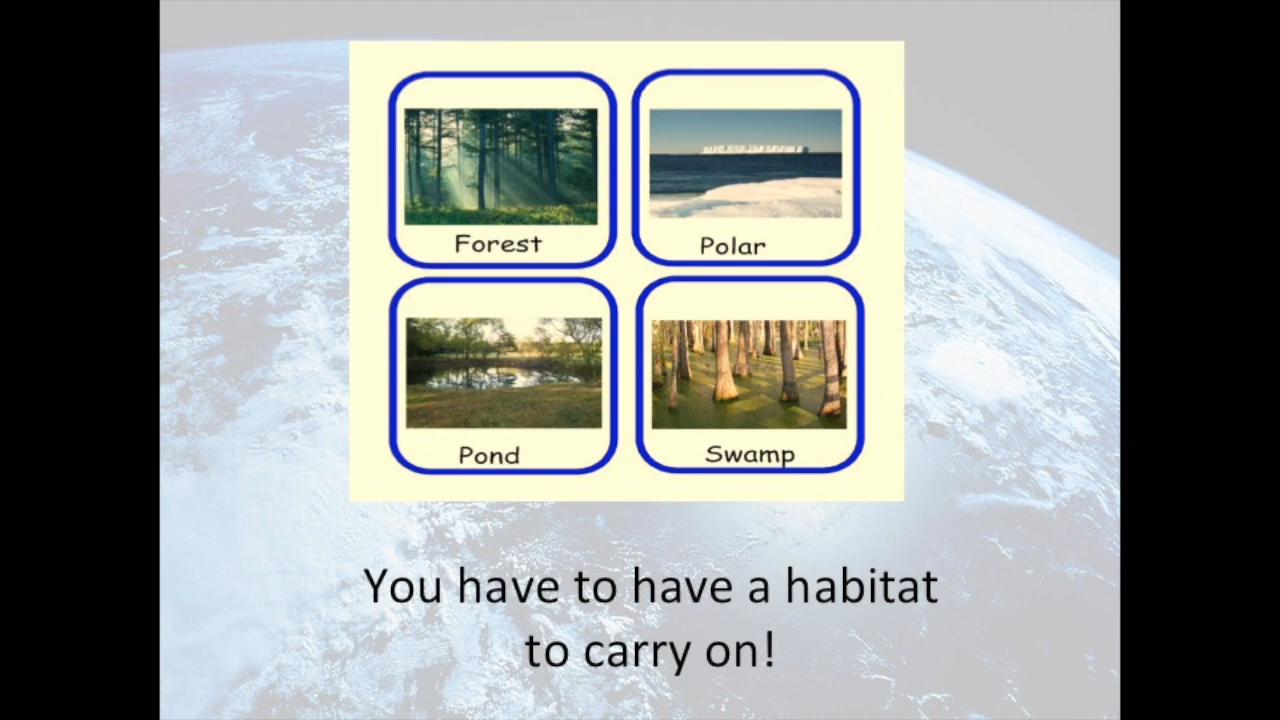 Forest
Polar
Pond
Swamp
You have to have a habitat
to carry on!